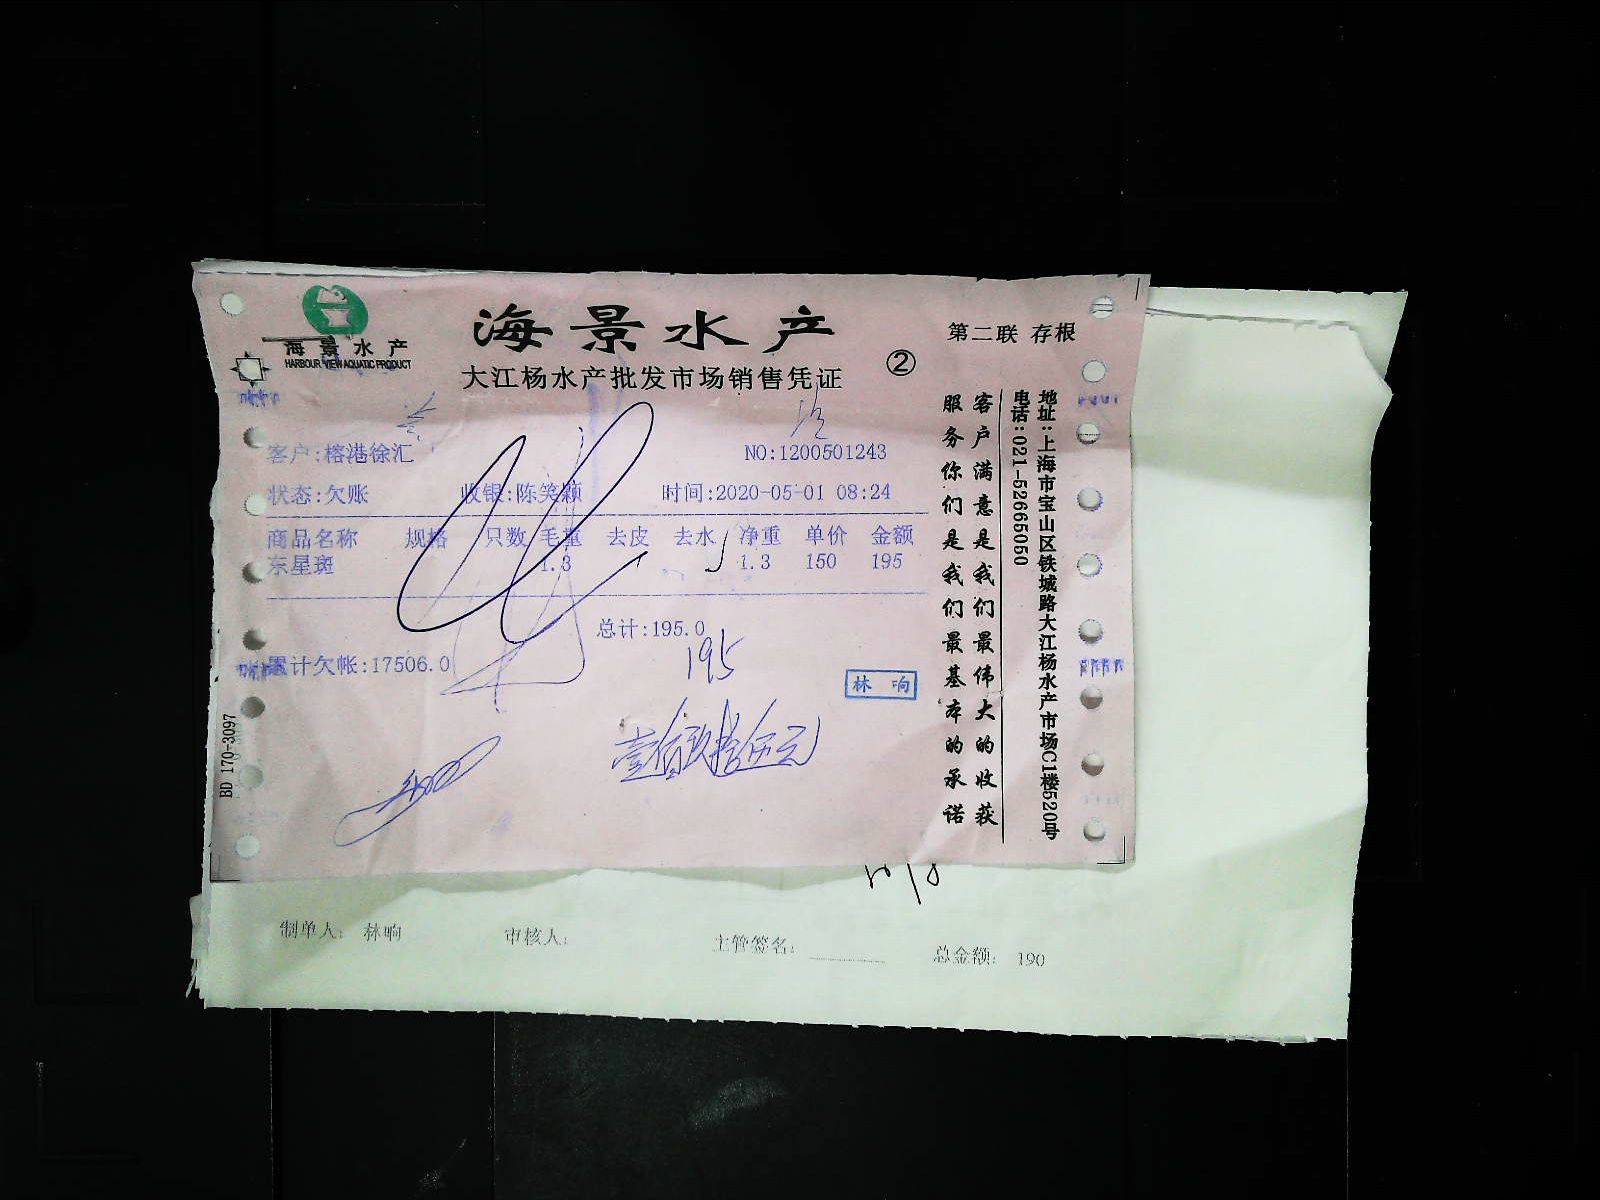 海景水产
HARBOUR VIEW AQUATIC PRODUCT
海景水产
大江杨水产批发市场销售凭证
②
第二联 存根
客户:榕港徐汇
NO:1200501243
状态:欠账 收银:陈笑颖 时间:2020-05-01 08:24
商品名称 规格 只数 毛重 去皮 去水 净重 单价 金额
东星斑 1.3 1.3 150 195
总计:195.0
累计欠帐:17506.0
195
林响
壹佰玖拾伍元
BD 170-3097
客户满意是我们最伟大的收获
服务你们是我们最基本的承诺
地址:上海市宝山区铁城路大江杨水产市场C1楼520号
电话:021-52665050
制单人: 林响 审核人: 主管签名: 总金额: 190